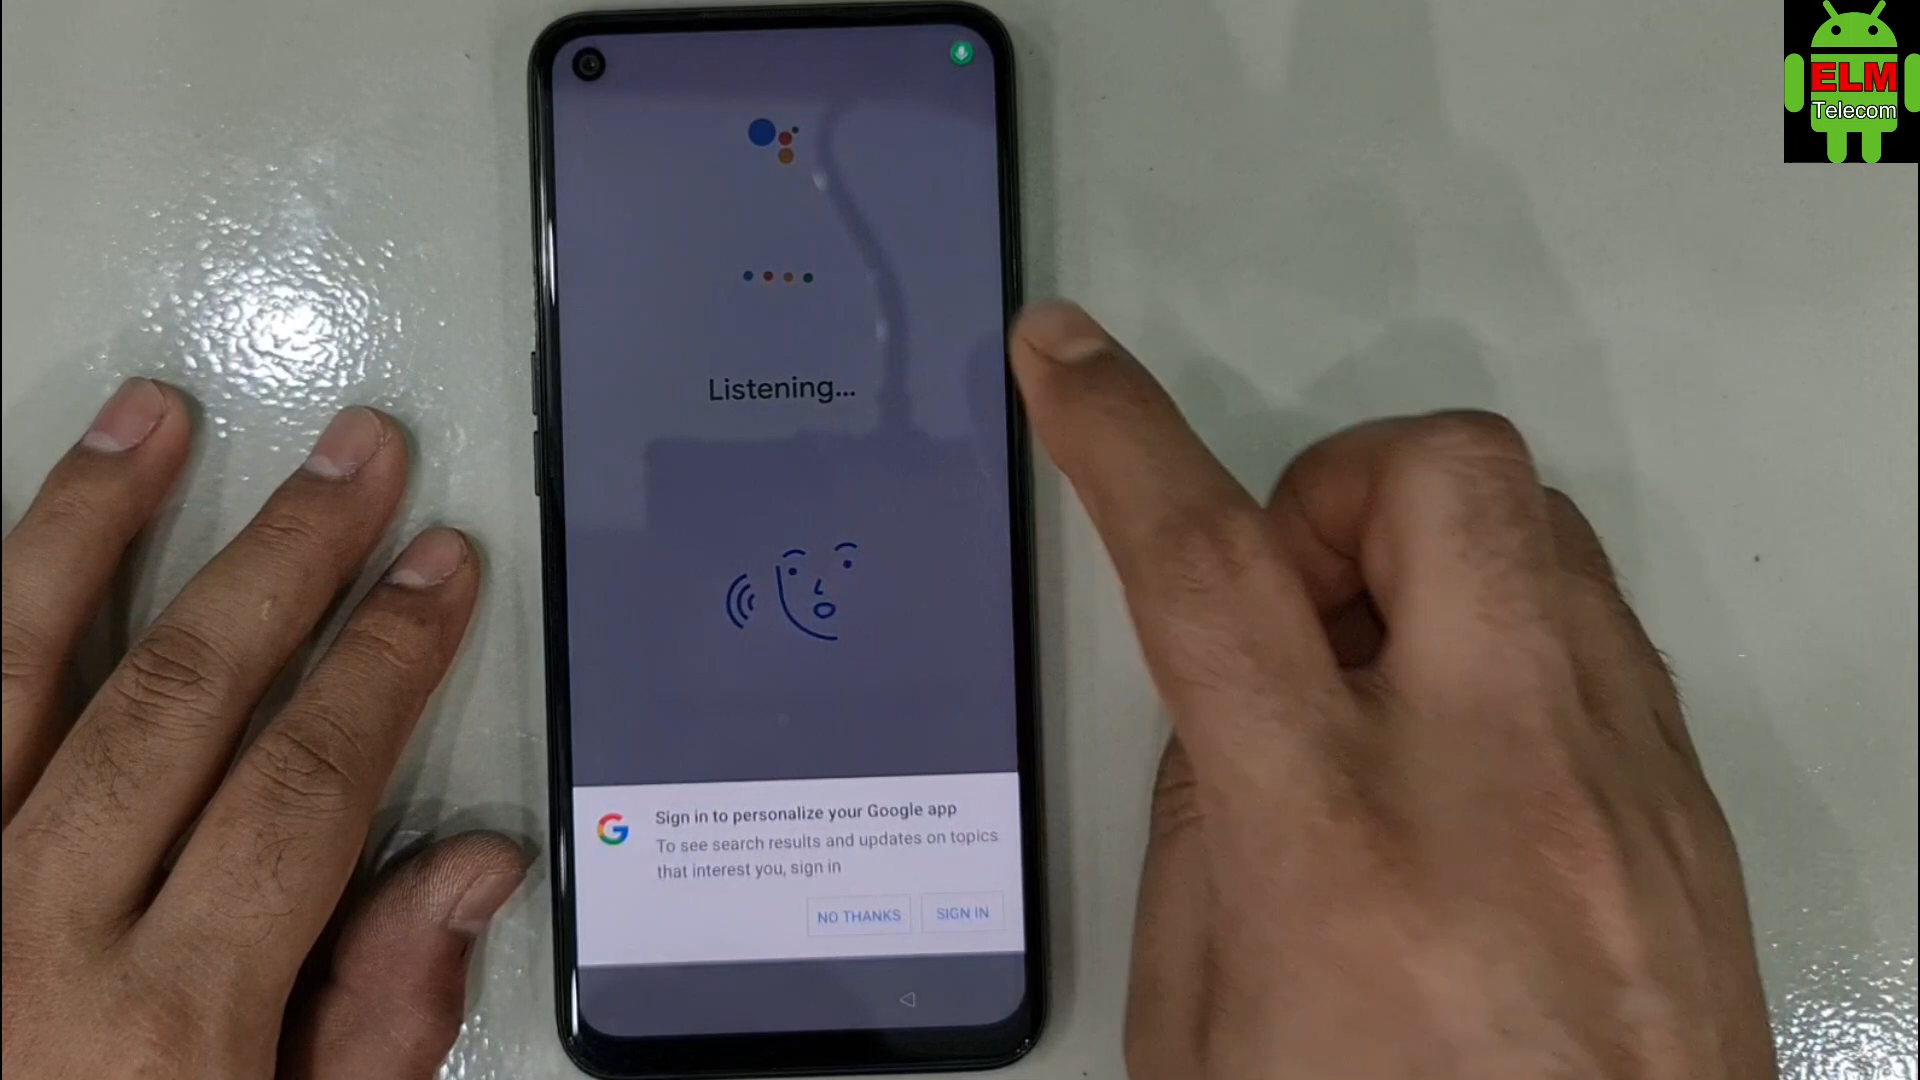 ELM
Telecom
Listening...
Sign in to personalize your Google app
To see search results and updates on topics
that interest you, sign in
NO THANKS
SIGN IN